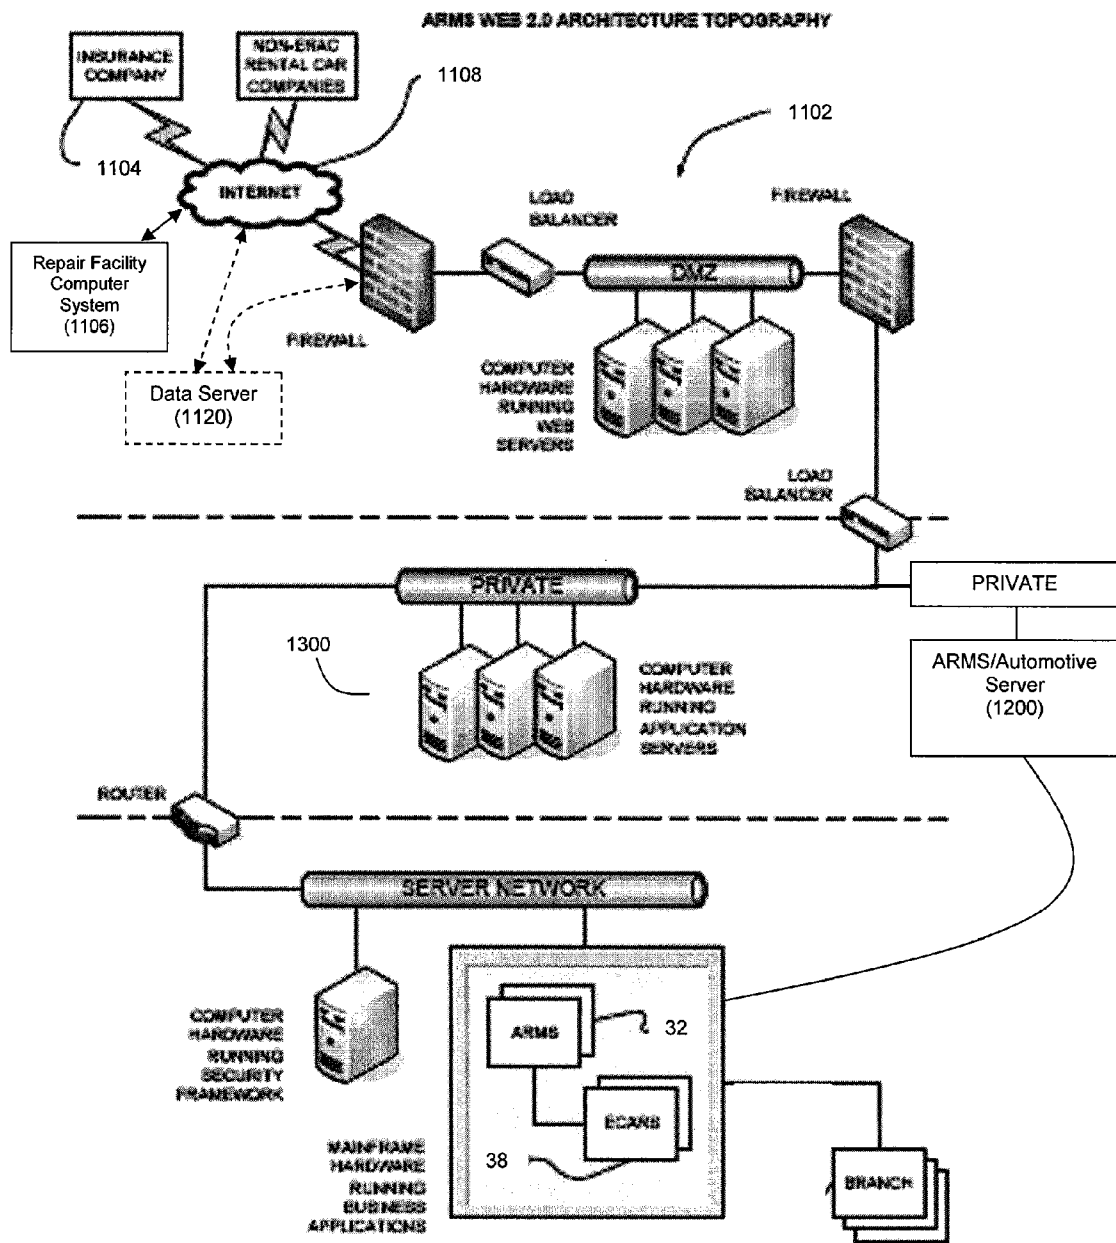 ARMS WEB 2.0 ARCHITECTURE TOPOGRAPHY
INSURANCE
COMPANY
NON-ERAC
RENTAL CAR
COMPANIES
1108
1102
1104
INTERNET
LOAD
BALANCER
FIREWALL
Repair Facility
Computer
System
(1106)
DMZ
FIREWALL
Data Server
(1120)
COMPUTER
HARDWARE
RUNNING
WEB
SERVERS
LOAD
BALANCER
PRIVATE
PRIVATE
1300
COMPUTER
HARDWARE
RUNNING
APPLICATION
SERVERS
ARMS/Automotive
Server
(1200)
ROUTER
SERVER NETWORK
COMPUTER
HARDWARE
RUNNING
SECURITY
FRAMEWORK
ARMS
32
ECARS
38
MAINFRAME
HARDWARE
RUNNING
BUSINESS
APPLICATIONS
BRANCH